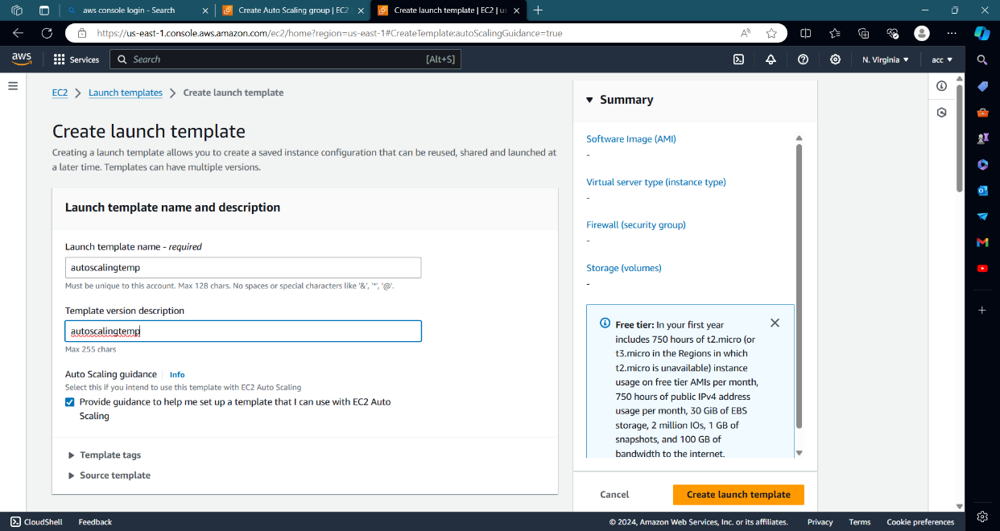 aws console login - Search
Create Auto Scaling group | EC2
Create launch template | EC2 | us
https://us-east-1.console.aws.amazon.com/ec2/home?region=us-east-1#CreateTemplate:autoScalingGuidance=true
aws
Services
Search
[Alt+S]
N. Virginia
acc
EC2
Launch templates
Create launch template
Create launch template
Creating a launch template allows you to create a saved instance configuration that can be reused, shared and launched at
a later time. Templates can have multiple versions.
Launch template name and description
Launch template name - required
autoscalingtemp
Must be unique to this account. Max 128 chars. No spaces or special characters like '&', '*', '@'.
Template version description
autoscalingtemp
Max 255 chars
Auto Scaling guidance
Info
Select this if you intend to use this template with EC2 Auto Scaling
Provide guidance to help me set up a template that I can use with EC2 Auto
Scaling
Template tags
Source template
Summary
Software Image (AMI)
-
Virtual server type (instance type)
-
Firewall (security group)
-
Storage (volumes)
-
Free tier: In your first year
includes 750 hours of t2.micro (or
t3.micro in the Regions in which
t2.micro is unavailable) instance
usage on free tier AMIs per month,
750 hours of public IPv4 address
usage per month, 30 GiB of EBS
storage, 2 million IOs, 1 GB of
snapshots, and 100 GB of
bandwidth to the internet.
Cancel
Create launch template
CloudShell
Feedback
© 2024, Amazon Web Services, Inc. or its affiliates.
Privacy
Terms
Cookie preferences